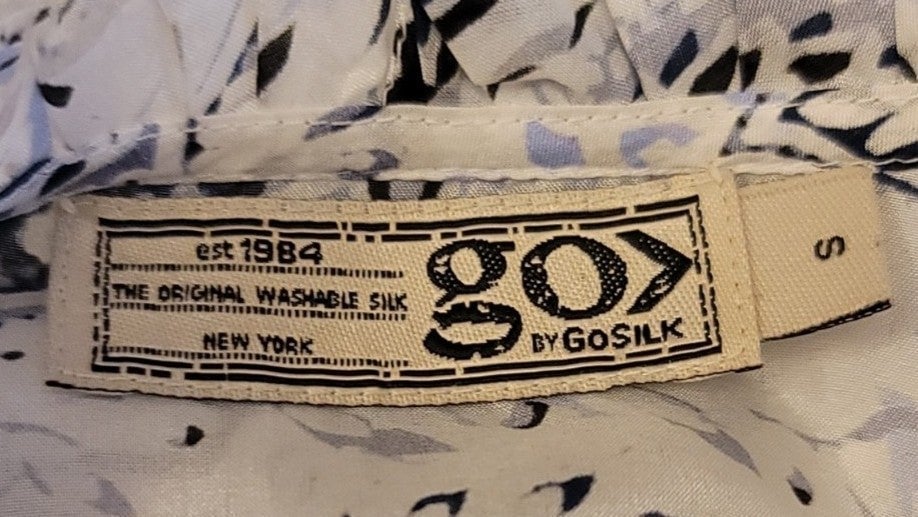 est 1984
THE ORIGINAL WASHABLE SILK
NEW YORK
go>
BY GOSILK
S